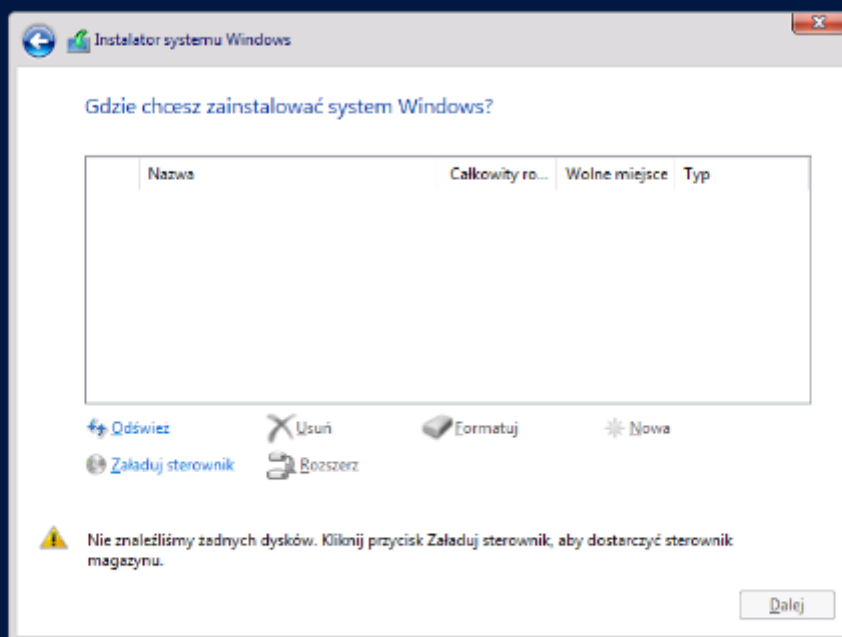 Instalator systemu Windows
Gdzie chcesz zainstalować system Windows?
Nazwa Całkowity ro... Wolne miejsce Typ
Odśwież Usuń Formatuj Nowa
Załaduj sterownik Rozszerz
Nie znaleźliśmy żadnych dysków. Kliknij przycisk Załaduj sterownik, aby dostarczyć sterownik
magazynu.
Dalej